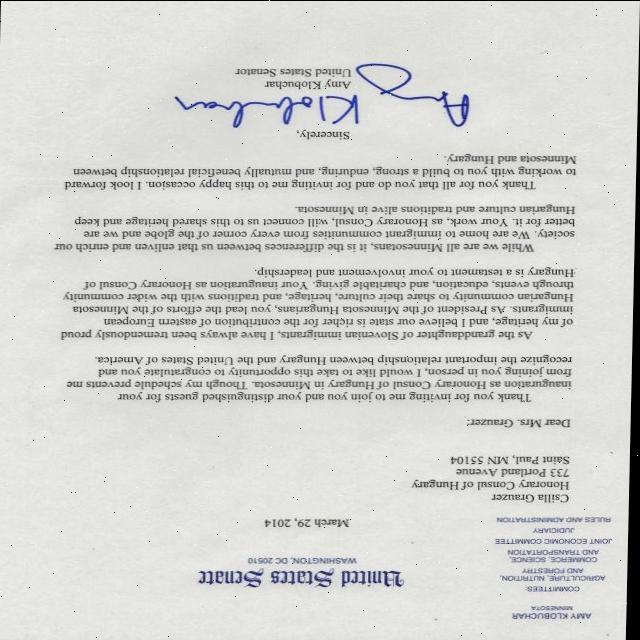 AMY KLOBUCHAR
MINNESOTA
COMMITTEES:
AGRICULTURE, NUTRITION,
AND FORESTRY
COMMERCE, SCIENCE,
AND TRANSPORTATION
JOINT ECONOMIC COMMITTEE
JUDICIARY
RULES AND ADMINISTRATION
United States Senate
WASHINGTON, DC 20510
March 29, 2014
Csilla Grauzer
Honorary Consul of Hungary
733 Portland Avenue
Saint Paul, MN 55104
Dear Mrs. Grauzer:
Thank you for inviting me to join you and your distinguished guests for your
inauguration as Honorary Consul of Hungary in Minnesota. Though my schedule prevents me
from joining you in person, I would like to take this opportunity to congratulate you and
recognize the important relationship between Hungary and the United States of America.
As the granddaughter of Slovenian immigrants, I have always been tremendously proud
of my heritage, and I believe our state is richer for the contribution of eastern European
immigrants. As President of the Minnesota Hungarians, you lead the efforts of the Minnesota
Hungarian community to share their culture, heritage, and traditions with the wider community
through events, education, and charitable giving. Your inauguration as Honorary Consul of
Hungary is a testament to your involvement and leadership.
While we are all Minnesotans, it is the differences between us that enliven and enrich our
society. We are home to immigrant communities from every corner of the globe and we are
better for it. Your work, as Honorary Consul, will connect us to this shared heritage and keep
Hungarian culture and traditions alive in Minnesota.
Thank you for all that you do and for inviting me to this happy occasion. I look forward
to working with you to build a strong, enduring, and mutually beneficial relationship between
Minnesota and Hungary.
Sincerely,
Amy Klobuchar
Amy Klobuchar
United States Senator